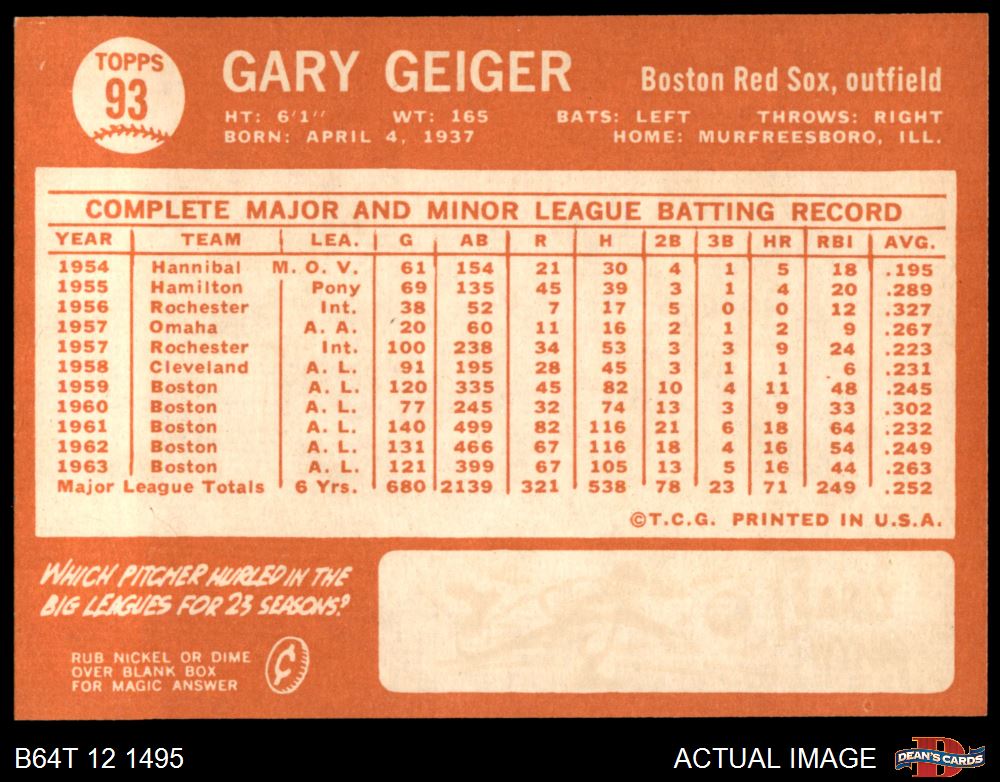 TOPPS
93
GARY GEIGER
Boston Red Sox, outfield
HT: 6'1" WT: 165 BATS: LEFT THROWS: RIGHT
BORN: APRIL 4, 1937 HOME: MURFREESBORO, ILL.
COMPLETE MAJOR AND MINOR LEAGUE BATTING RECORD
YEAR TEAM LEA. G AB R H 2B 3B HR RBI AVG.
1954 Hannibal M. O. V. 61 154 21 30 4 1 5 18 .195
1955 Hamilton Pony 69 135 45 39 3 1 4 20 .289
1956 Rochester Int. 38 52 7 17 5 0 0 12 .327
1957 Omaha A. A. 20 60 11 16 2 1 2 9 .267
1957 Rochester Int. 100 238 34 53 3 3 9 24 .223
1958 Cleveland A. L. 91 195 28 45 3 1 1 6 .231
1959 Boston A. L. 120 335 45 82 10 4 11 48 .245
1960 Boston A. L. 77 245 32 74 13 3 9 33 .302
1961 Boston A. L. 140 499 82 116 21 6 18 64 .232
1962 Boston A. L. 131 466 67 116 18 4 16 54 .249
1963 Boston A. L. 121 399 67 105 13 5 16 44 .263
Major League Totals 6 Yrs. 680 2139 321 538 78 23 71 249 .252
©T.C.G. PRINTED IN U.S.A.
WHICH PITCHER HURLED IN THE
BIG LEAGUES FOR 23 SEASONS?
RUB NICKEL OR DIME
OVER BLANK BOX
FOR MAGIC ANSWER
¢
B64T 12 1495
ACTUAL IMAGE
D
DEAN'S CARDS